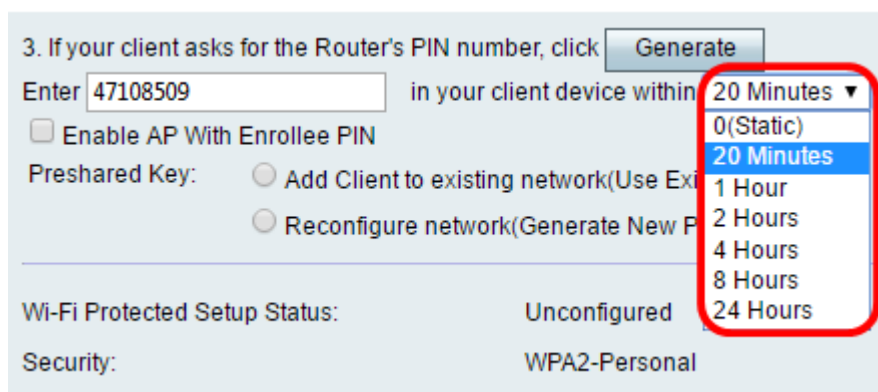 3. If your client asks for the Router's PIN number, click Generate
Enter 47108509 in your client device within 20 Minutes
0(Static)
Enable AP With Enrollee PIN
20 Minutes
Preshared Key: Add Client to existing network(Use Exi
1 Hour
Reconfigure network(Generate New P
2 Hours
4 Hours
8 Hours
Wi-Fi Protected Setup Status: Unconfigured
24 Hours
Security: WPA2-Personal